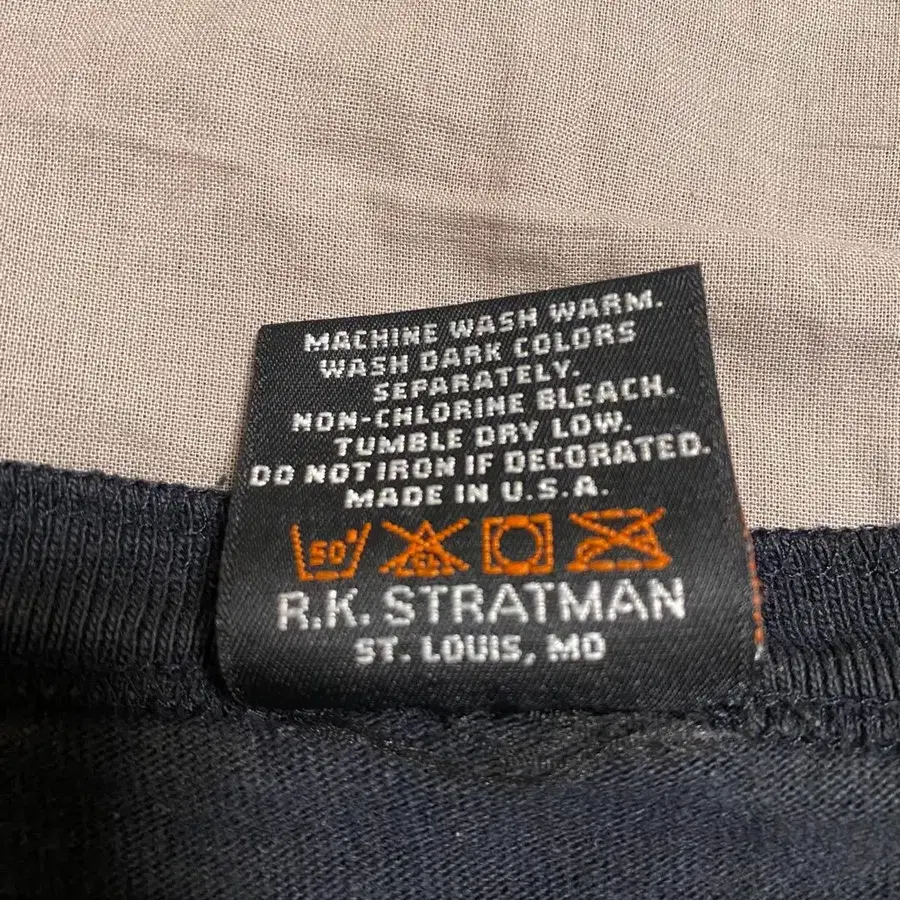 MACHINE WASH WARM.
WASH DARK COLORS
SEPARATELY.
NON-CHLORINE BLEACH.
TUMBLE DRY LOW.
DO NOT IRON IF DECORATED.
MADE IN U.S.A.
50° CL
R.K. STRATMAN
ST. LOUIS, MO